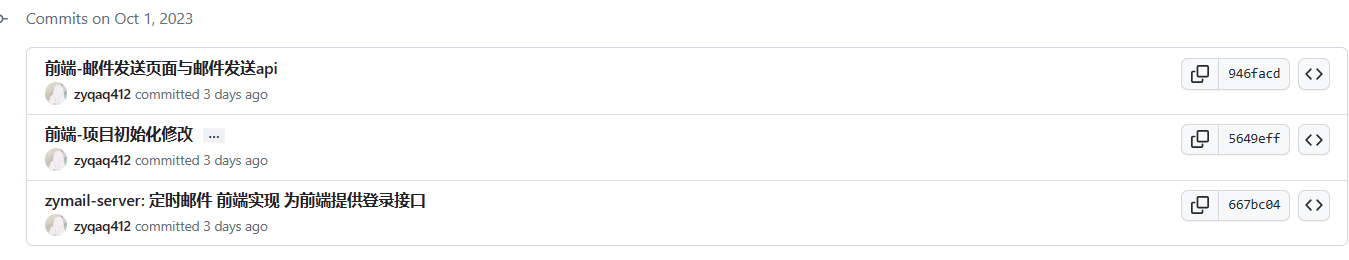 Commits on Oct 1, 2023
前端-邮件发送页面与邮件发送api
zyqaq412 committed 3 days ago
946facd
前端-项目初始化修改 ...
zyqaq412 committed 3 days ago
5649eff
zymail-server: 定时邮件 前端实现 为前端提供登录接口
zyqaq412 committed 3 days ago
667bc04